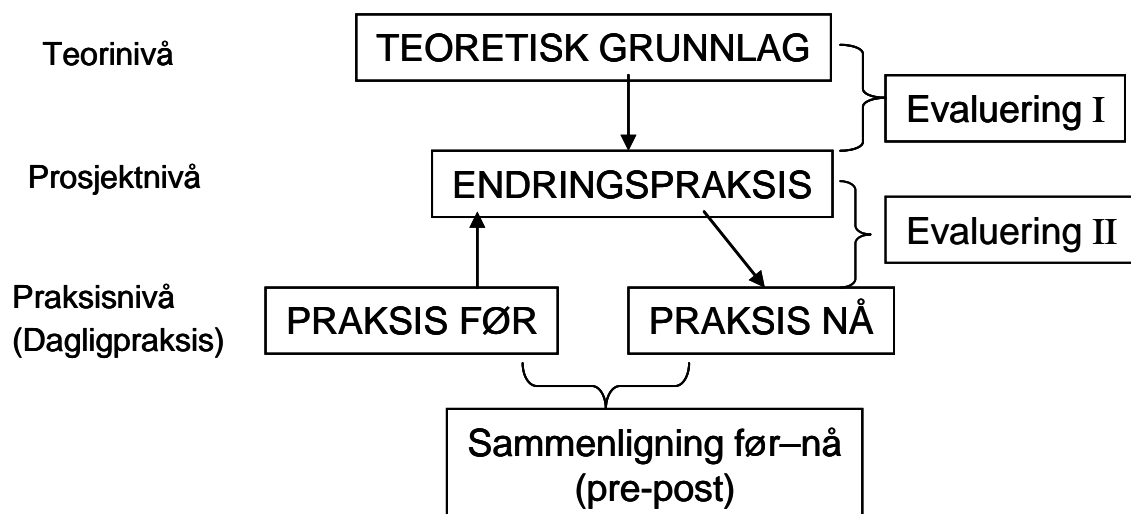 Teorinivå
TEORETISK GRUNNLAG
Evaluering I
Prosjektnivå
ENDRINGSPRAKSIS
Evaluering II
Praksisnivå
(Dagligpraksis)
PRAKSIS FØR
PRAKSIS NÅ
Sammenligning før–nå
(pre-post)